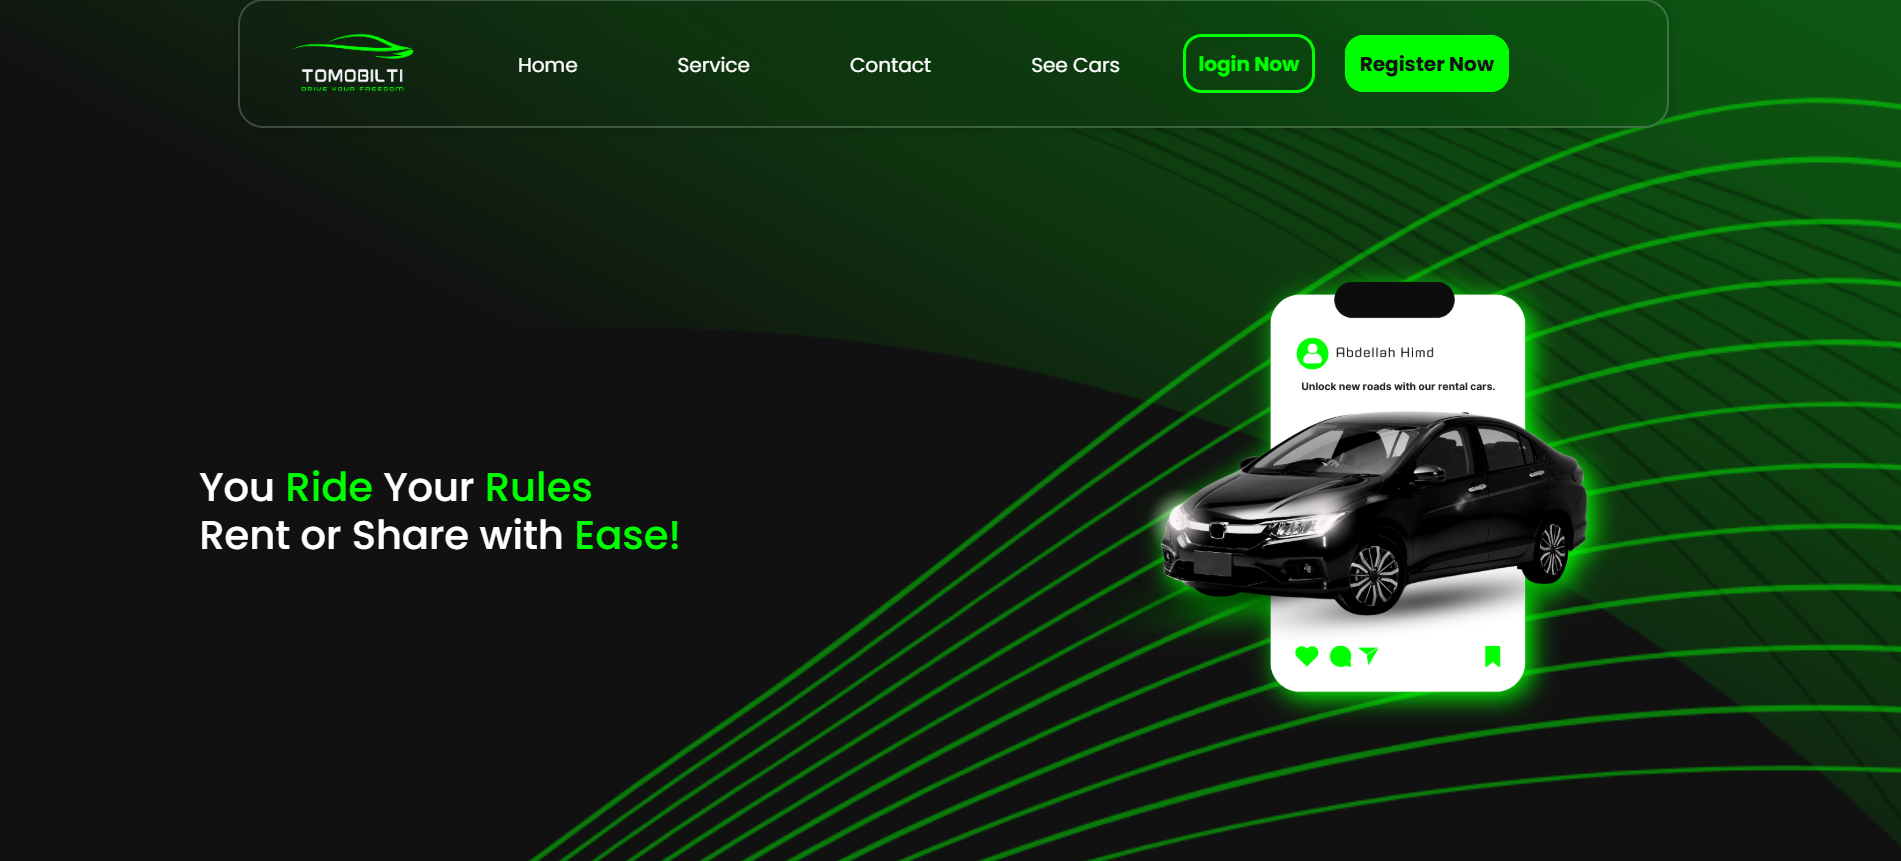 TOMOBILTI
DRIVE YOUR FREEDOM
Home
Service
Contact
See Cars
login Now
Register Now
You Ride Your Rules
Rent or Share with Ease!
Abdellah Himd
Unlock new roads with our rental cars.